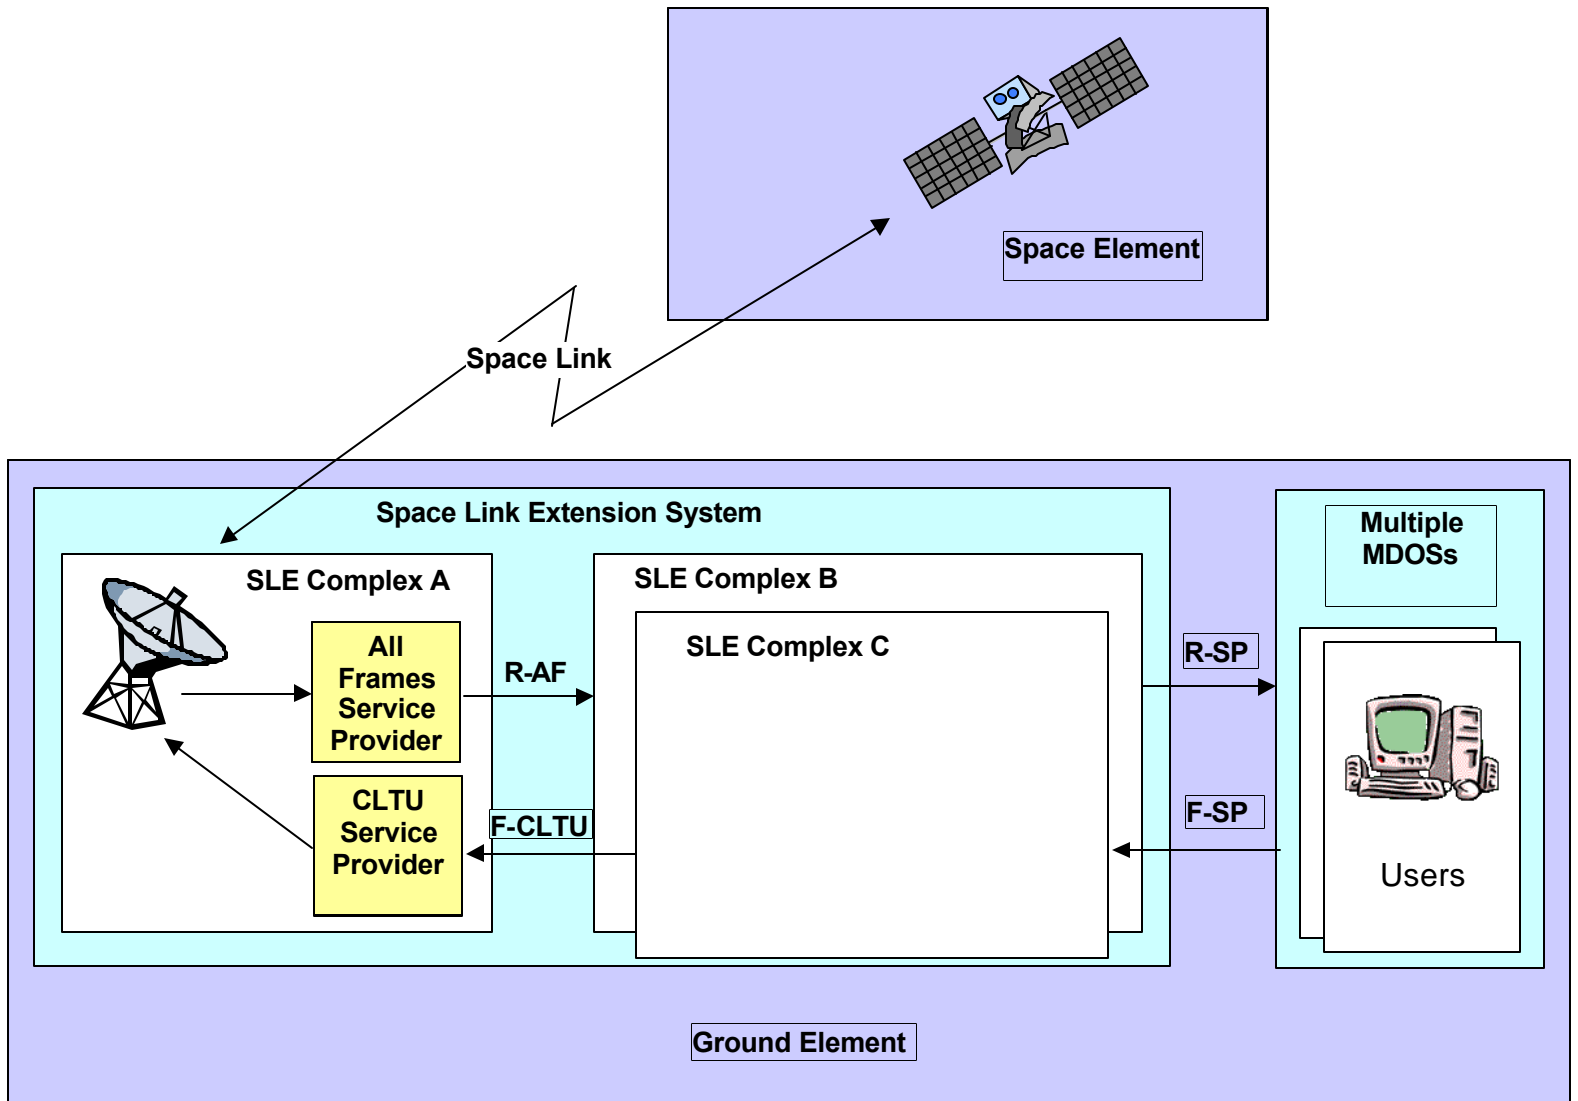 Space Element
Space Link
Space Link Extension System
Multiple
MDOSs
SLE Complex A
SLE Complex B
SLE Complex C
All
Frames
Service
Provider
R-AF
R-SP
CLTU
Service
Provider
F-CLTU
F-SP
Users
Ground Element